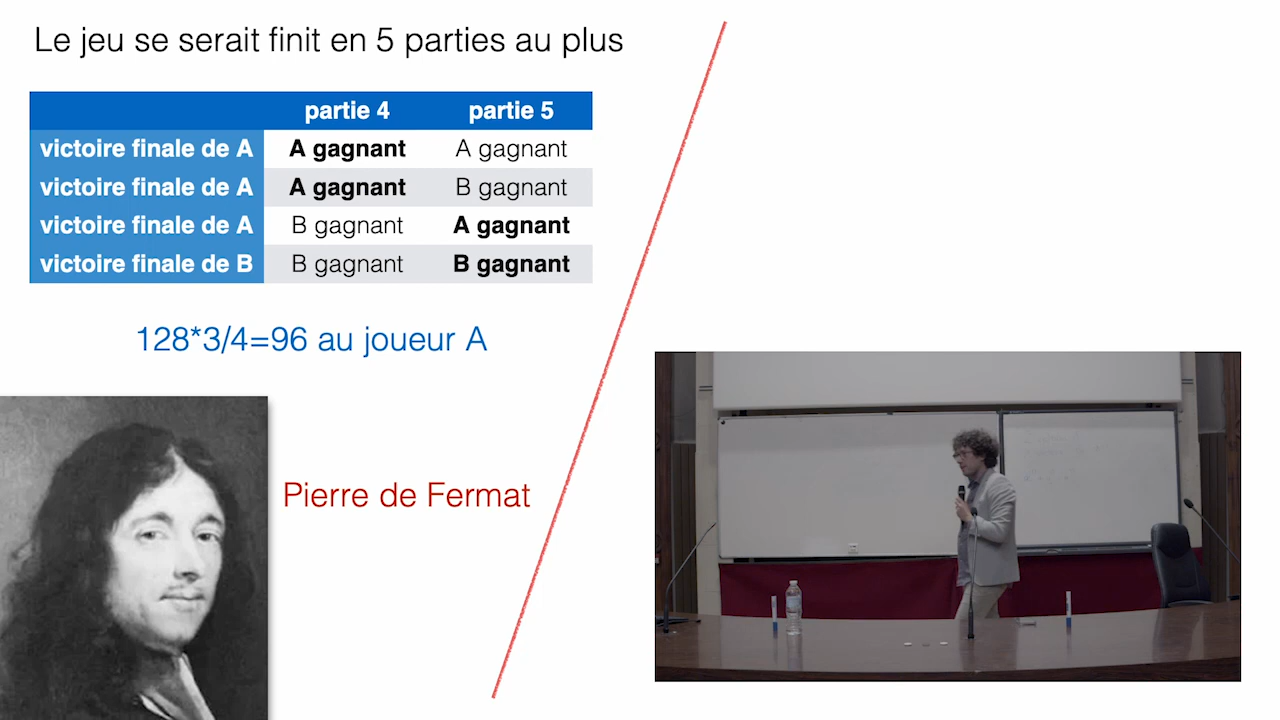 Le jeu se serait finit en 5 parties au plus
partie 4 partie 5
victoire finale de A A gagnant A gagnant
victoire finale de A A gagnant B gagnant
victoire finale de A B gagnant A gagnant
victoire finale de B B gagnant B gagnant
128*3/4=96 au joueur A
Pierre de Fermat